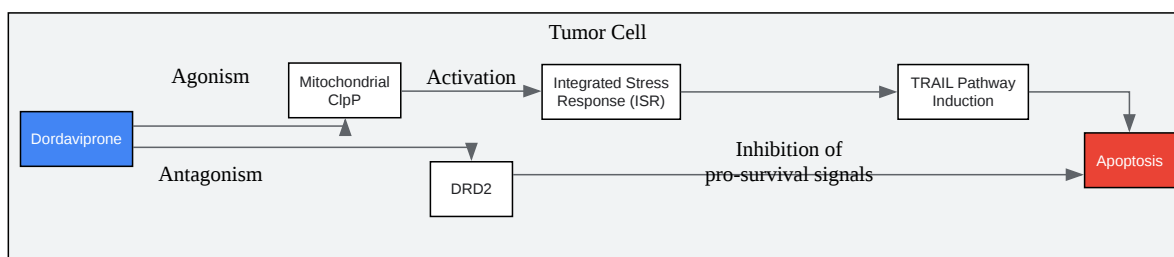 Tumor Cell
Agonism
Mitochondrial
ClpP
Activation
Integrated Stress
Response (ISR)
TRAIL Pathway
Induction
Dordaviprone
Antagonism
DRD2
Inhibition of
pro-survival signals
Apoptosis